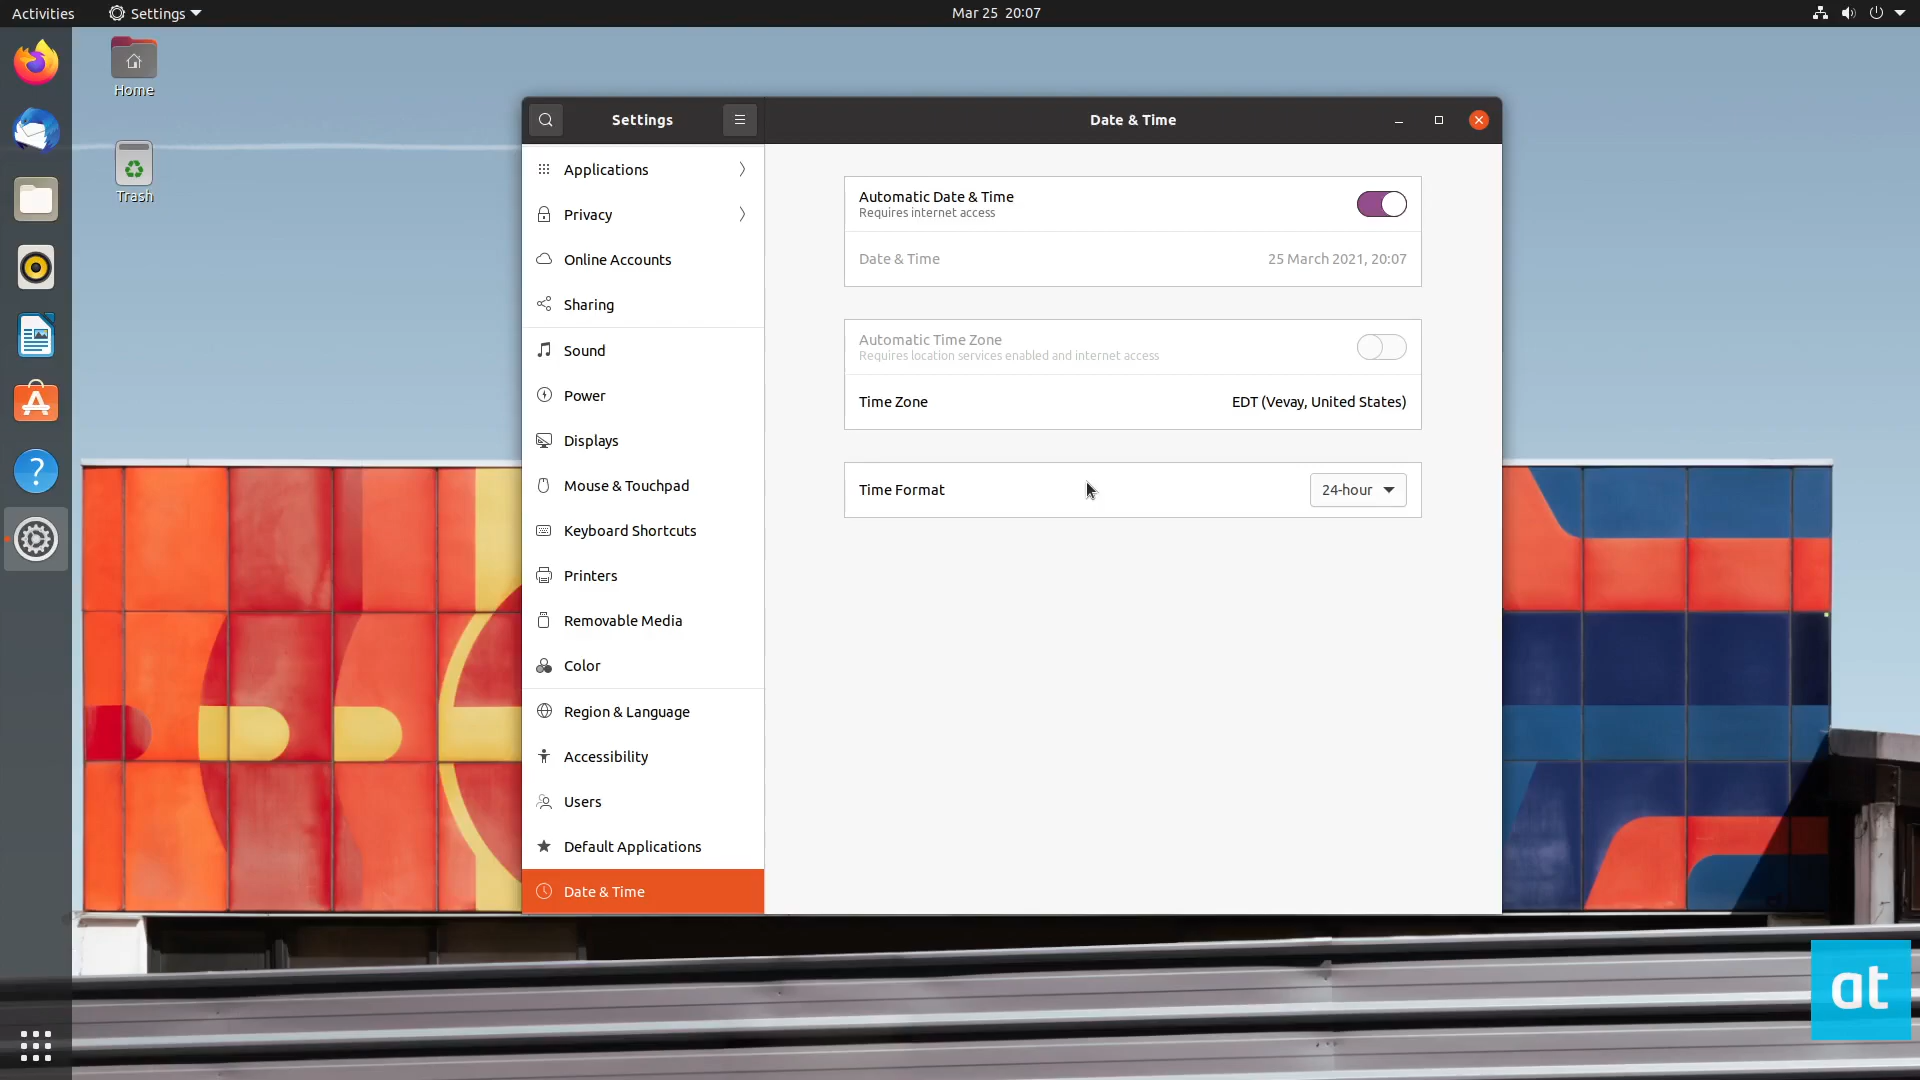 Activities
Settings
Mar 25 20:07
Home
Trash
Settings
Date & Time
Applications
Privacy
Online Accounts
Sharing
Sound
Power
Displays
Mouse & Touchpad
Keyboard Shortcuts
Printers
Removable Media
Color
Region & Language
Accessibility
Users
Default Applications
Date & Time
Automatic Date & Time
Requires internet access
Date & Time 25 March 2021, 20:07
Automatic Time Zone
Requires location services enabled and internet access
Time Zone EDT (Vevay, United States)
Time Format 24-hour
at